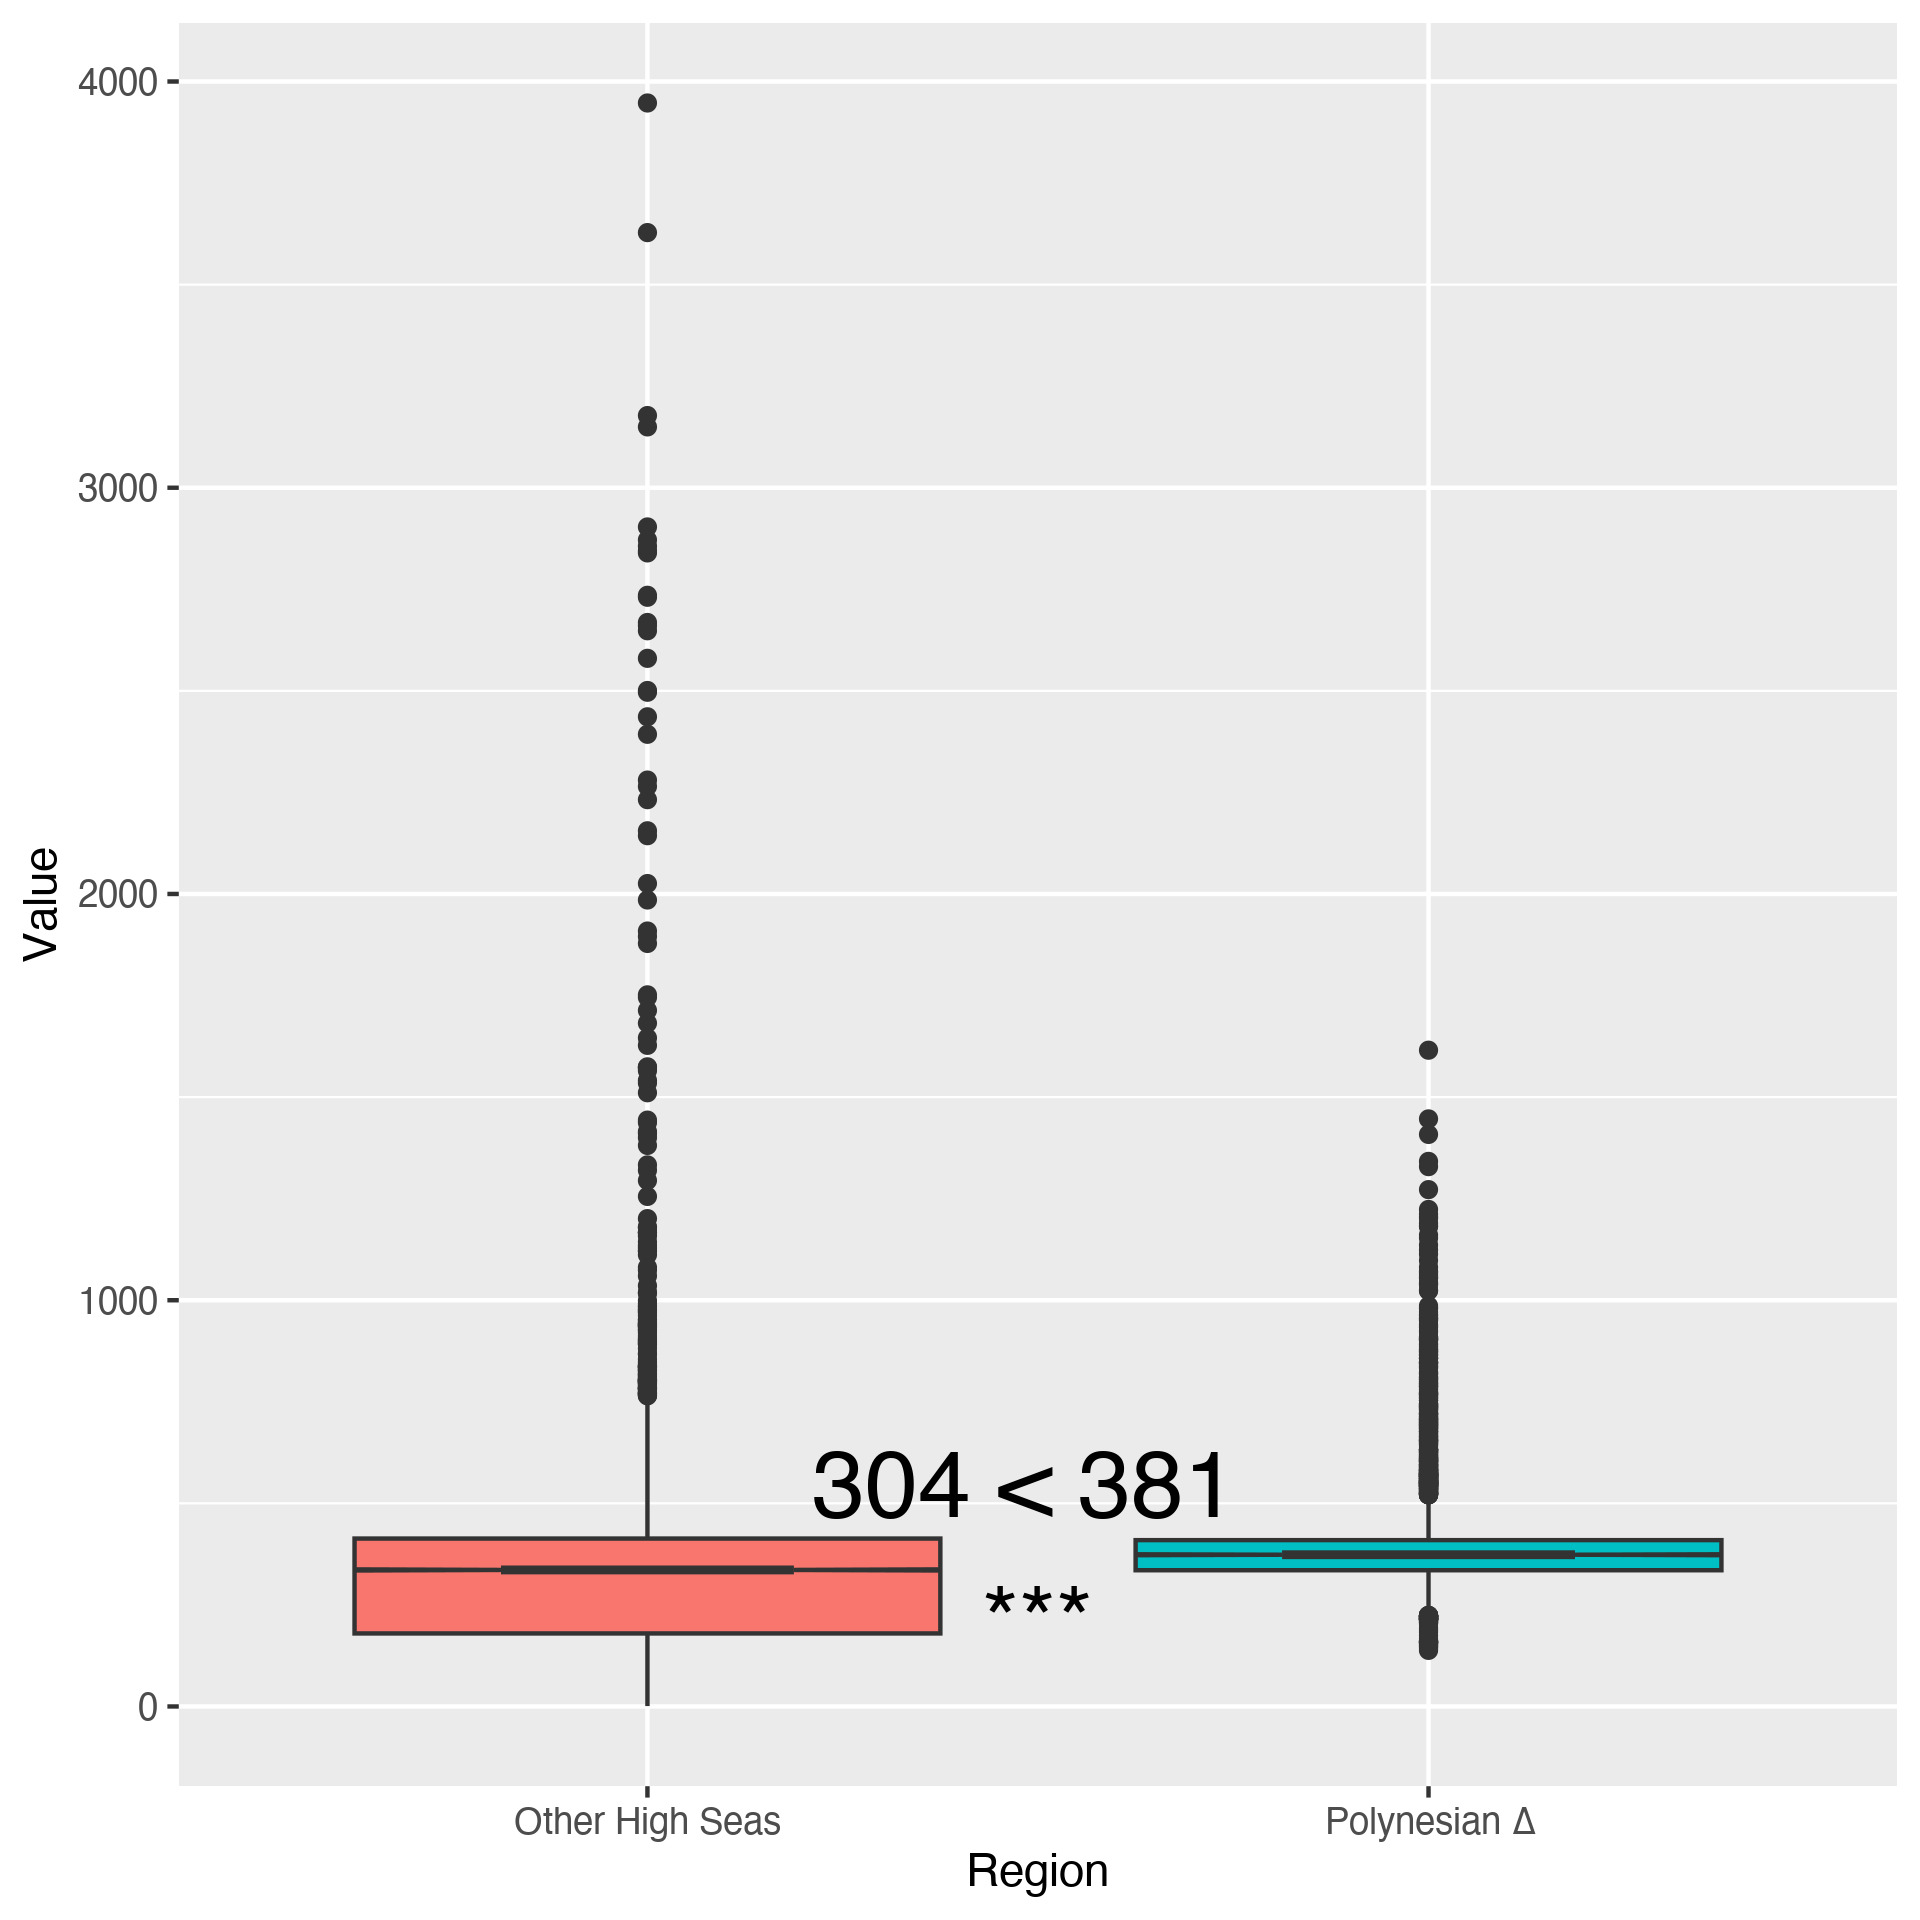 4000
3000
2000
1000
0
Value
304 < 381
***
Other High Seas
Polynesian Δ
Region